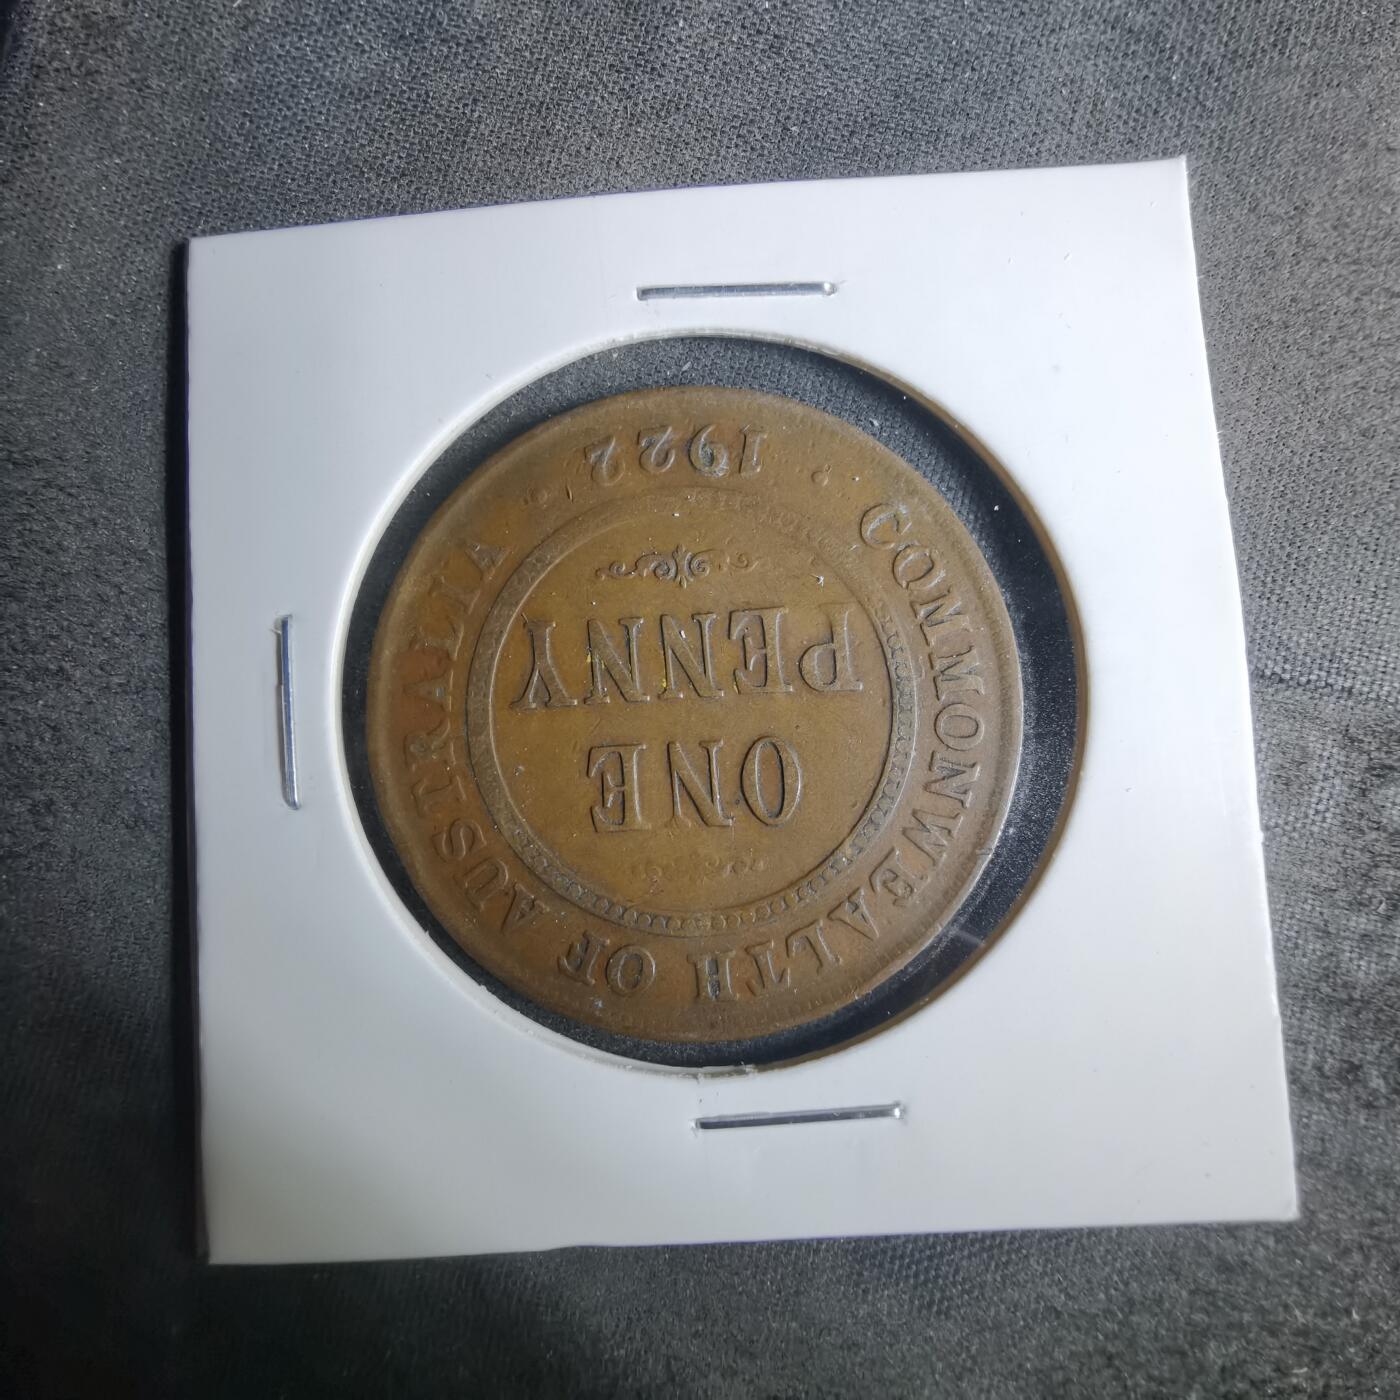 COMMONWEALTH OF AUSTRALIA
ONE
PENNY
· 1922 ·